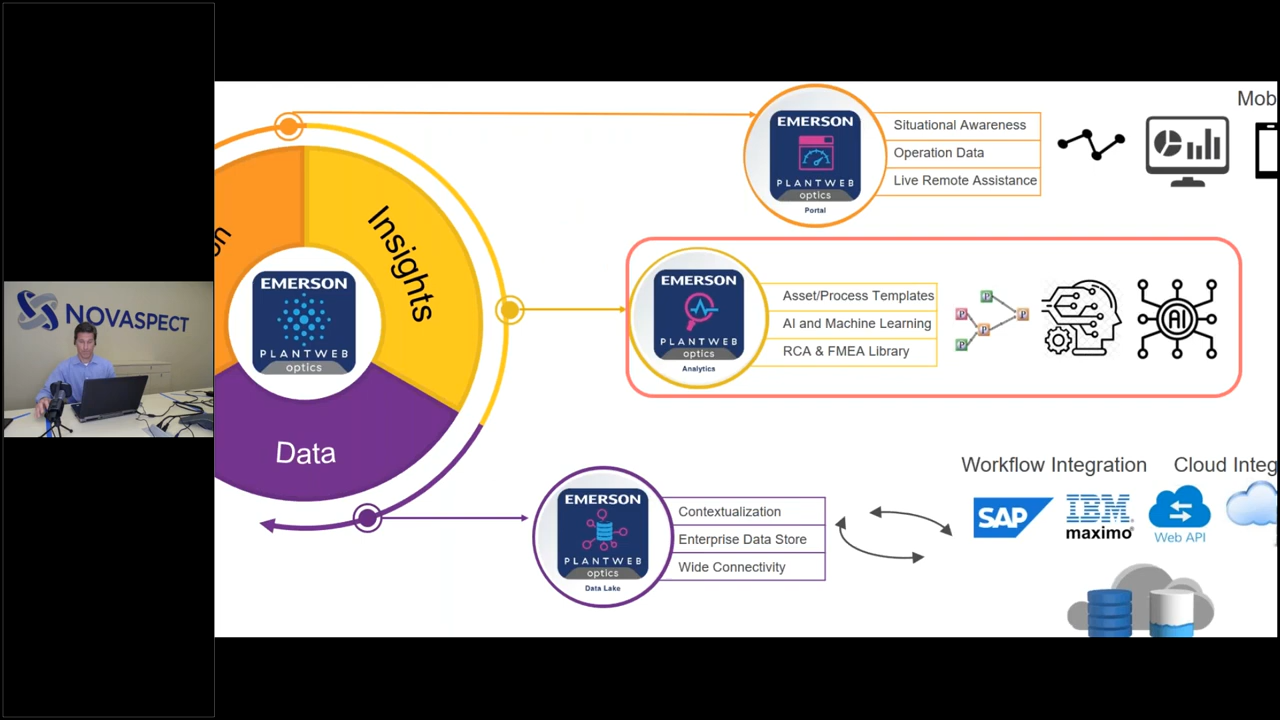 NOVASPECT
Mob
EMERSON
PLANTWEB
optics
Portal
Situational Awareness
Operation Data
Live Remote Assistance
on
Insights
EMERSON
PLANTWEB
optics
EMERSON
PLANTWEB
optics
Analytics
Asset/Process Templates
AI and Machine Learning
RCA & FMEA Library
P
P
P
P
P
AI
Data
EMERSON
PLANTWEB
optics
Data Lake
Contextualization
Enterprise Data Store
Wide Connectivity
Workflow Integration
Cloud Integ
SAP
IBM
maximo
Web API